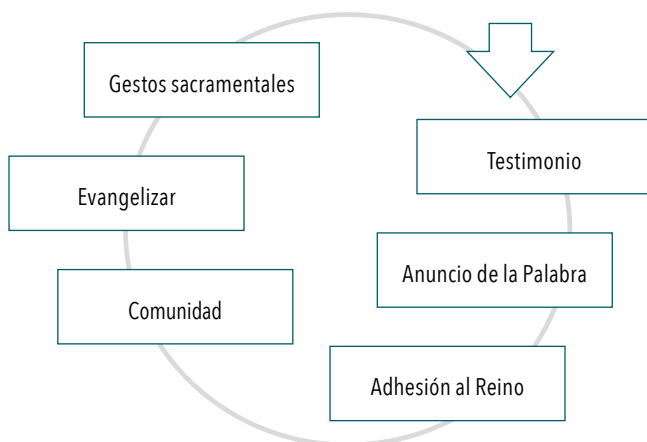 Gestos sacramentales
Testimonio
Evangelizar
Anuncio de la Palabra
Comunidad
Adhesión al Reino